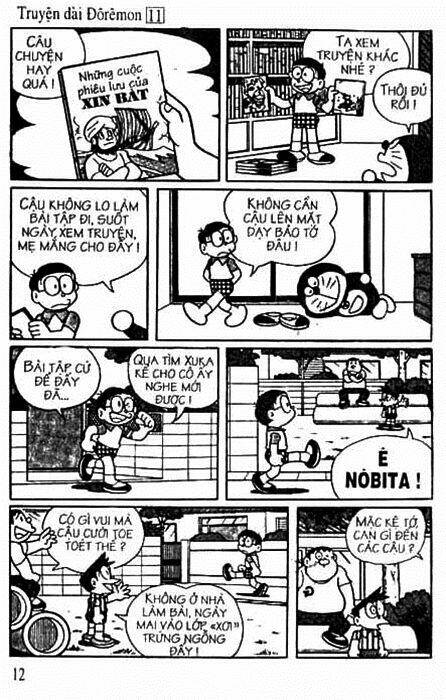 Truyện dài Đôrêmon 11
CÂU
CHUYỆN
HAY
QUÁ !
Những cuộc
phiêu lưu của
XIN BÁT
TA XEM
TRUYỆN KHÁC
NHÉ ?
THÔI ĐỦ
RỒI !
CẬU KHÔNG LO LÀM
BÀI TẬP ĐI, SUỐT
NGÀY XEM TRUYỆN,
MẸ MẮNG CHO ĐẤY !
KHÔNG CẦN
CẬU LÊN MẶT
DẠY BẢO TỚ
ĐÂU !
BÀI TẬP CỨ
ĐỂ ĐẤY
ĐÃ...
QUA TÌM XUKA
KỂ CHO CÔ ẤY
NGHE MỚI
ĐƯỢC !
Ê
NÔBITA !
CÓ GÌ VUI MÀ
CẬU CƯỜI TOE
TOÉT THẾ ?
KHÔNG Ở NHÀ
LÀM BÀI, NGÀY
MAI VÀO LỚP «XƠI»
TRỨNG NGỖNG
ĐẤY !
MẶC KỆ TỚ,
CAN GÌ ĐẾN
CÁC CẬU ?
12